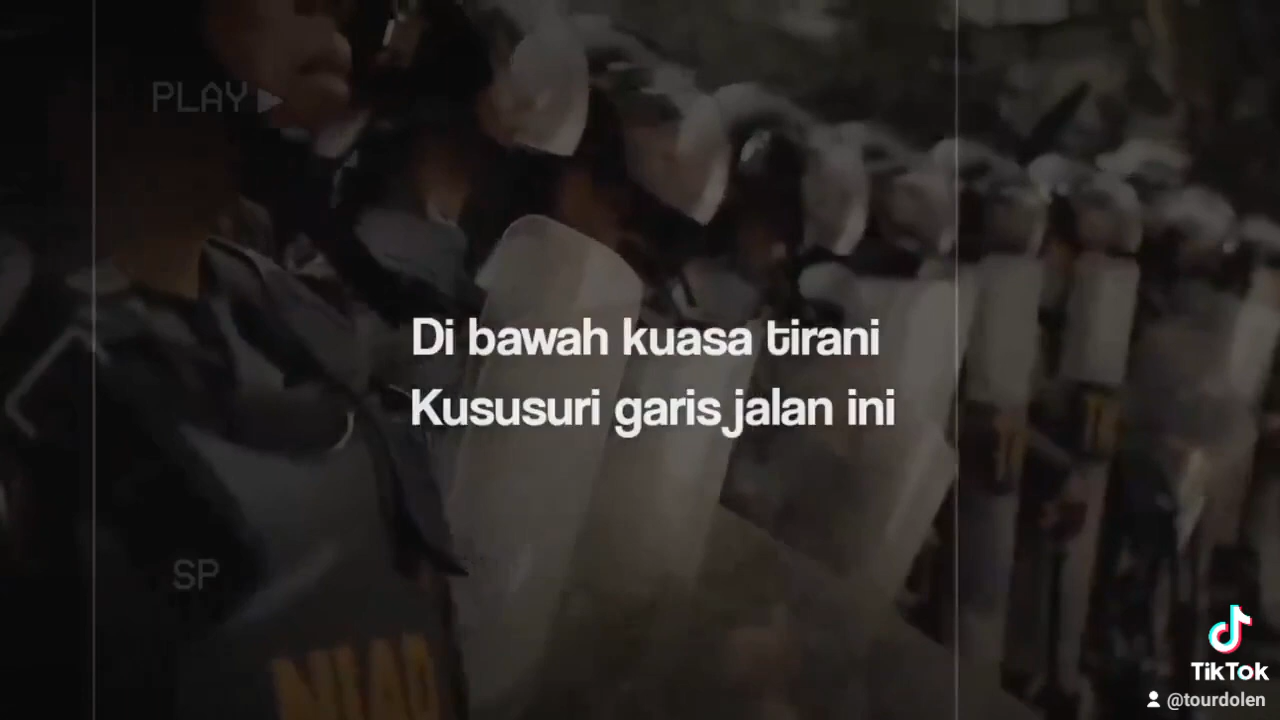 PLAY
Di bawah kuasa tirani
Kususuri garis jalan ini
SP
TikTok
@tourdolen